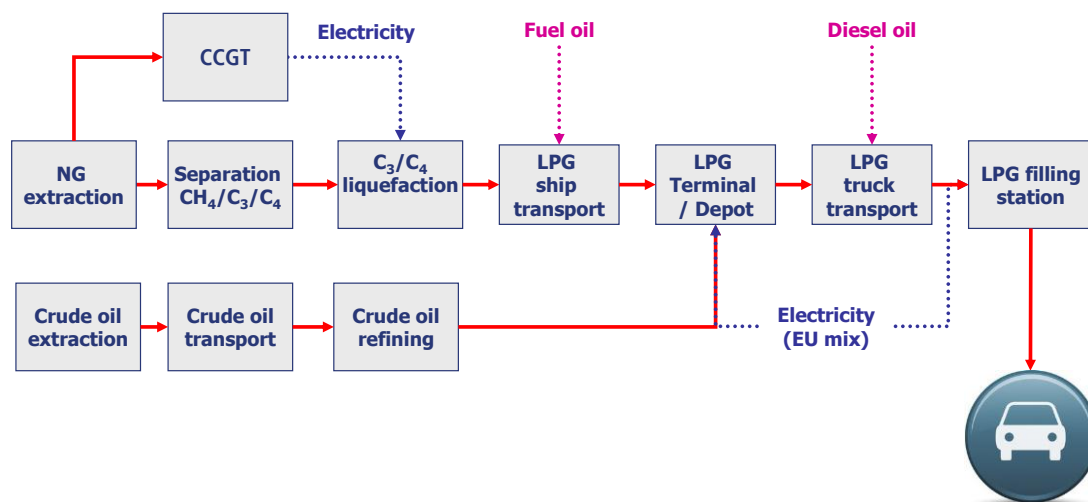 Electricity
Fuel oil
Diesel oil
CCGT
NG
extraction
Separation
CH₄/C₃/C₄
C₃/C₄
liquefaction
LPG
ship
transport
LPG
Terminal
/ Depot
LPG
truck
transport
LPG filling
station
Crude oil
extraction
Crude oil
transport
Crude oil
refining
Electricity
(EU mix)